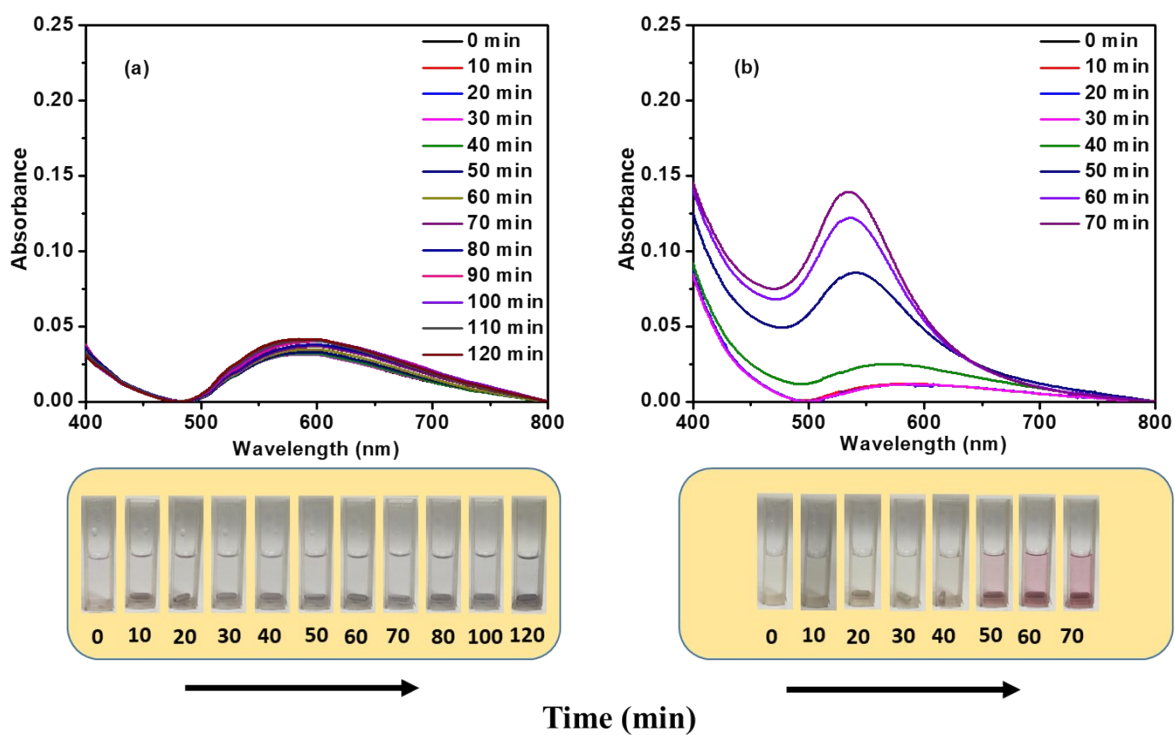 0.25
0.20
0.15
0.10
0.05
0.00
Absorbance
(a)
0 min
10 min
20 min
30 min
40 min
50 min
60 min
70 min
80 min
90 min
100 min
110 min
120 min
400 500 600 700 800
Wavelength (nm)
0.25
0.20
0.15
0.10
0.05
0.00
Absorbance
(b)
0 min
10 min
20 min
30 min
40 min
50 min
60 min
70 min
400 500 600 700 800
Wavelength (nm)
0 10 20 30 40 50 60 70 80 100 120
0 10 20 30 40 50 60 70
Time (min)